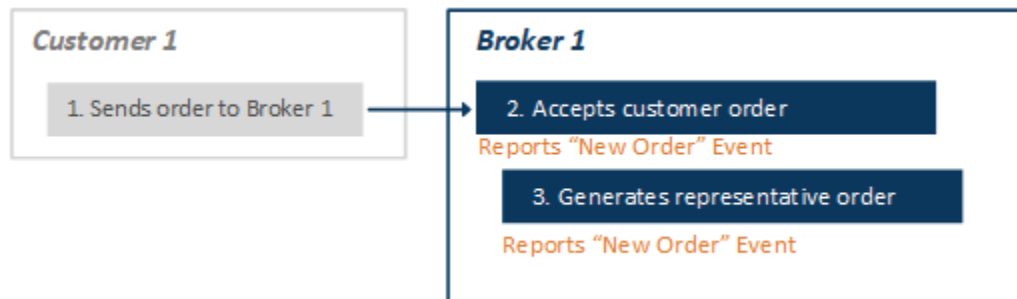 Customer 1
1. Sends order to Broker 1
Broker 1
2. Accepts customer order
Reports “New Order” Event
3. Generates representative order
Reports “New Order” Event